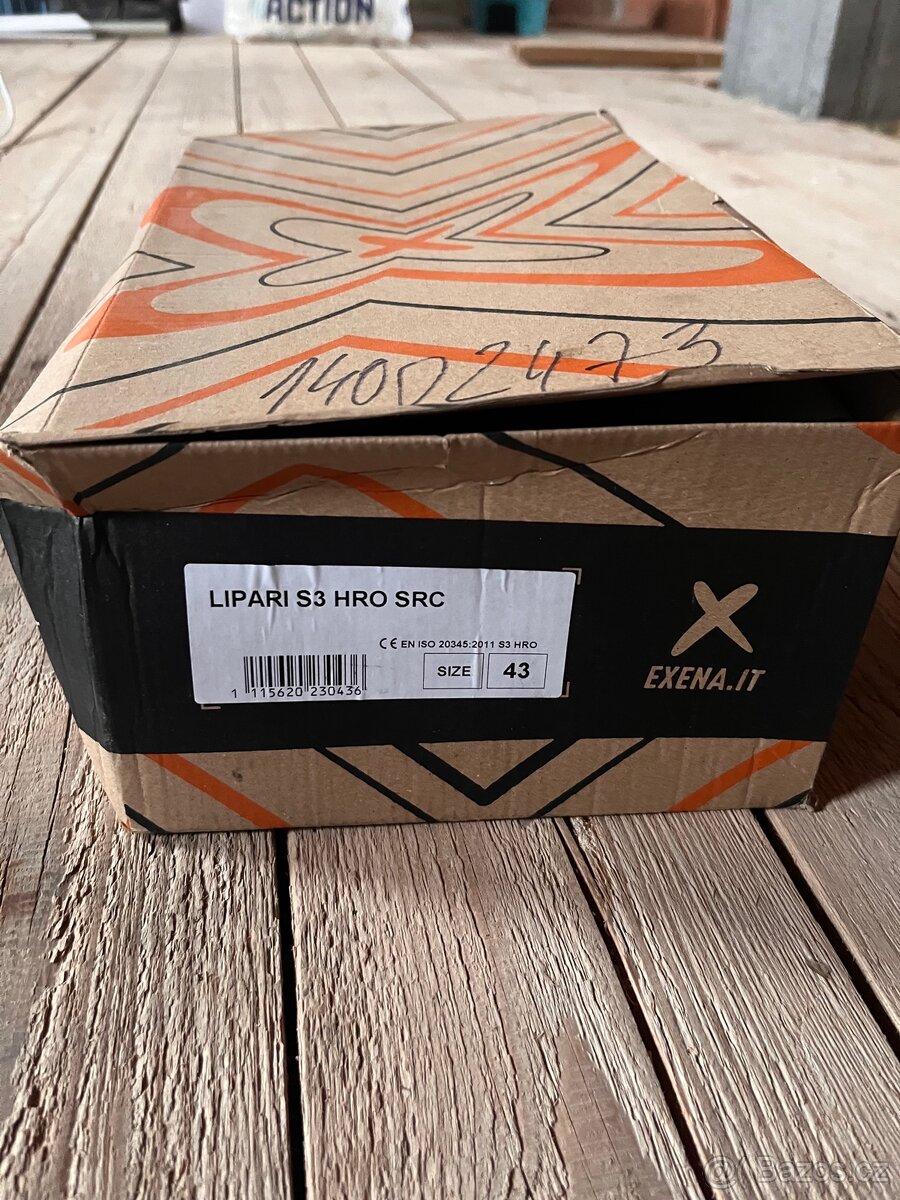 ACTION
14002473
LIPARI S3 HRO SRC
CE EN ISO 20345:2011 S3 HRO
SIZE 43
1 115620 230436
EXENA.IT
© Bazos.cz